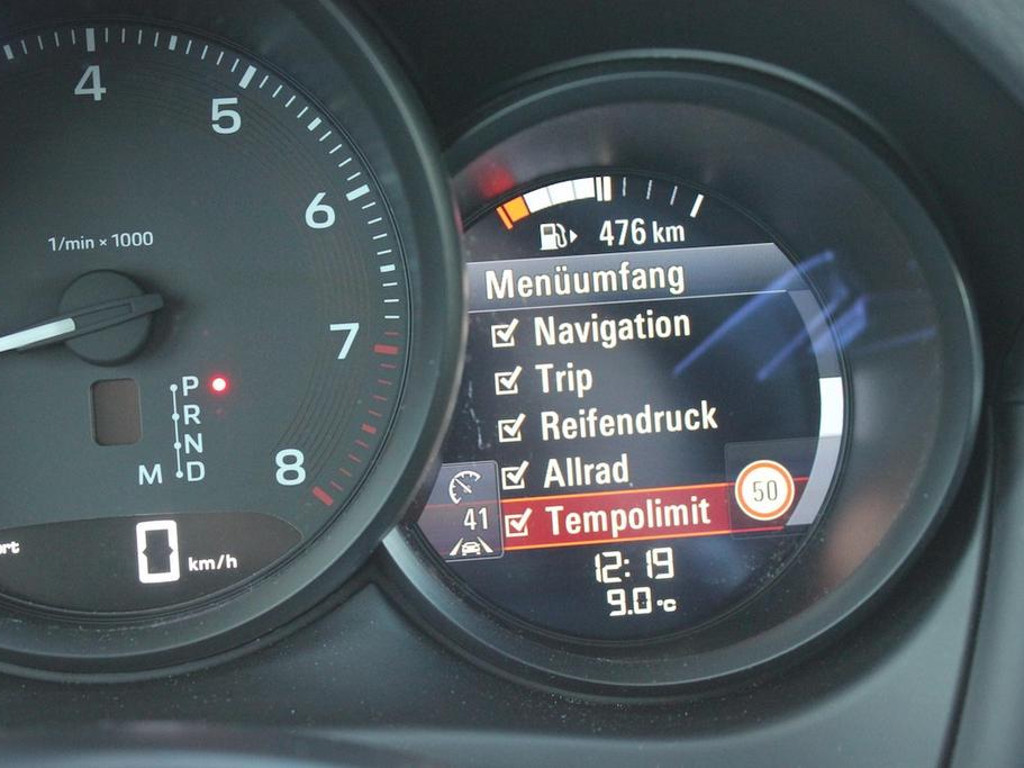 4
5
6
7
8
1/min × 1000
P
R
N
M D
0 km/h
476 km
Menüumfang
Navigation
Trip
Reifendruck
Allrad
Tempolimit
50
41
12:19
9.0 °C